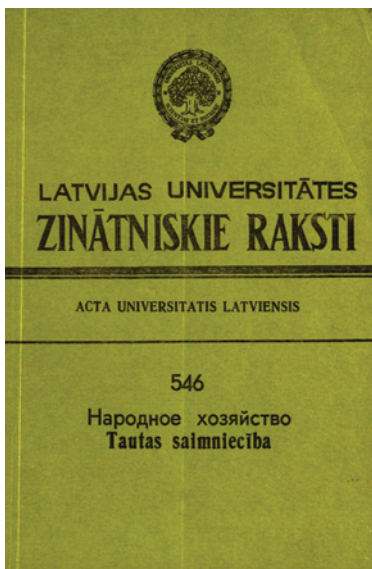 LATVIJAS UNIVERSITĀTES
ZINĀTNISKIE RAKSTI
ACTA UNIVERSITATIS LATVIENSIS
546
Народное хозяйство
Tautas saimniecība